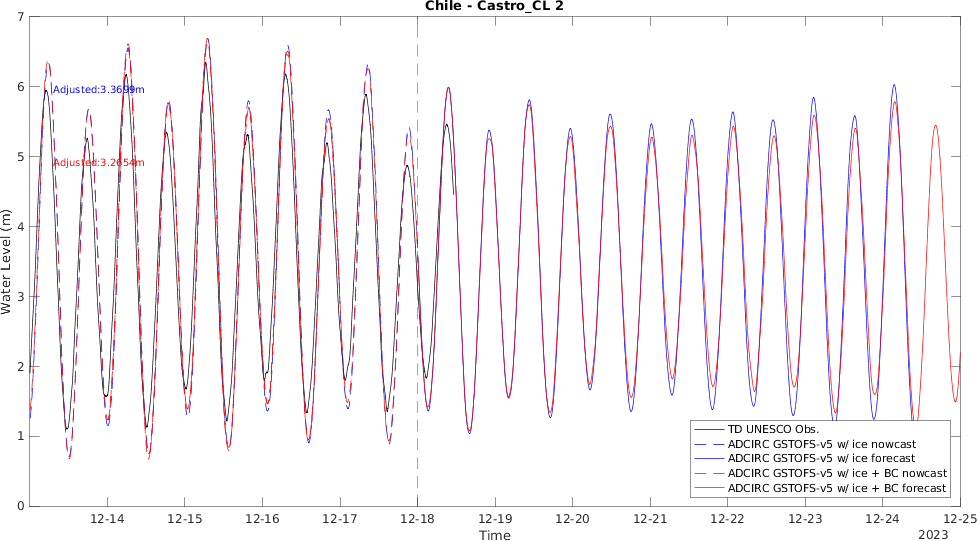 Chile - Castro_CL 2
7
6
5
4
3
2
1
0
Water Level (m)
Adjusted:3.3699m
Adjusted:3.2654m
TD UNESCO Obs.
ADCIRC GSTOFS-v5 w/ ice nowcast
ADCIRC GSTOFS-v5 w/ ice forecast
ADCIRC GSTOFS-v5 w/ ice + BC nowcast
ADCIRC GSTOFS-v5 w/ ice + BC forecast
12-14 12-15 12-16 12-17 12-18 12-19 12-20 12-21 12-22 12-23 12-24 12-25
Time
2023